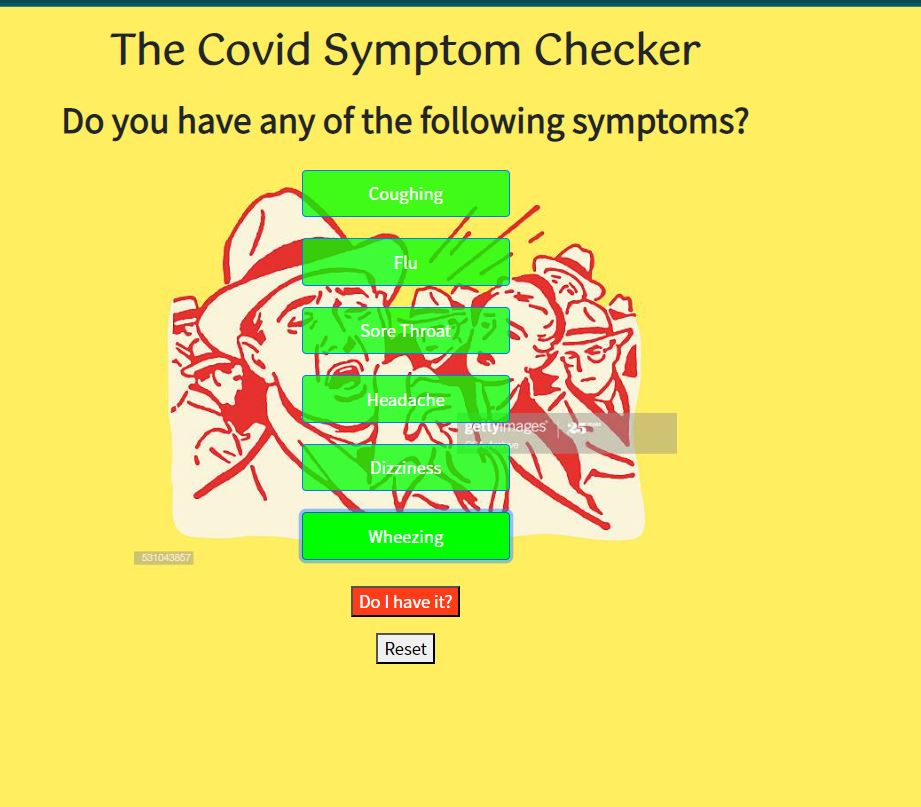 The Covid Symptom Checker
Do you have any of the following symptoms?
Coughing
Flu
Sore Throat
Headache
gettyimages
Dizziness
Wheezing
531043857
Do I have it?
Reset